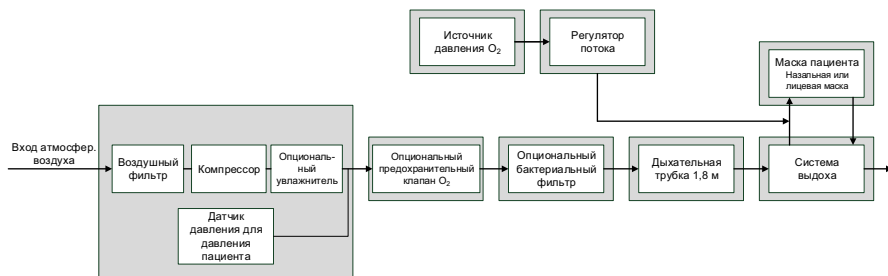 Источник
давления O₂
Регулятор
потока
Маска пациента
Назальная или
лицевая маска
Вход атмосфер.
воздуха
Воздушный
фильтр
Компрессор
Опциональ-
ный
увлажнитель
Опциональный
предохранительный
клапан O₂
Опциональный
бактериальный
фильтр
Дыхательная
трубка 1,8 м
Система
выдоха
Датчик
давления для
давления
пациента